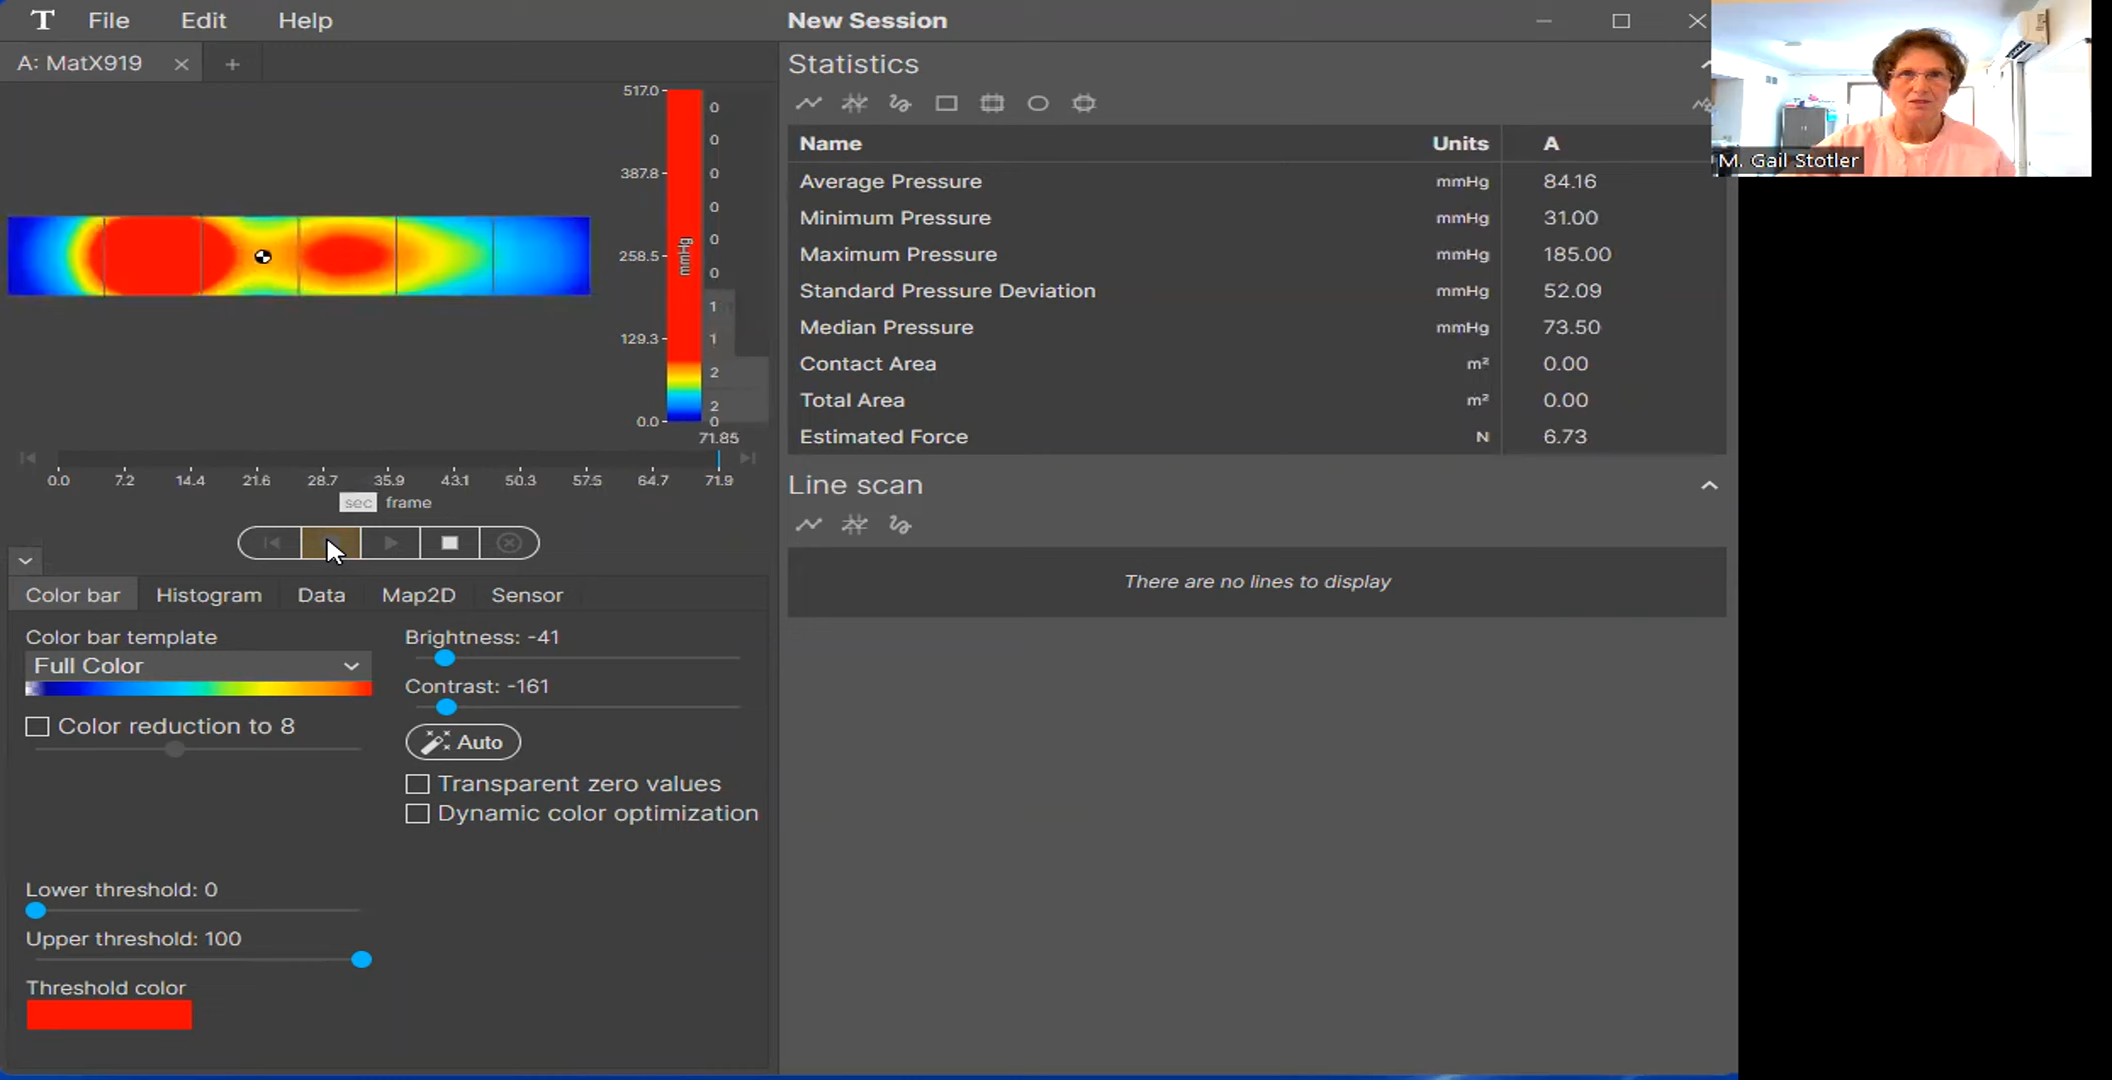 T File Edit Help
New Session
A: MatX919
Statistics
517.0
387.8
258.5
129.3
0.0
mmHg
0
0
0
0
0
0
1
1
2
2
0
71.85
0.0 7.2 14.4 21.6 28.7 35.9 43.1 50.3 57.5 64.7 71.9
sec frame
Name Units A
Average Pressure mmHg 84.16
Minimum Pressure mmHg 31.00
Maximum Pressure mmHg 185.00
Standard Pressure Deviation mmHg 52.09
Median Pressure mmHg 73.50
Contact Area m² 0.00
Total Area m² 0.00
Estimated Force N 6.73
Line scan
There are no lines to display
Color bar Histogram Data Map2D Sensor
Color bar template
Full Color
Color reduction to 8
Brightness: -41
Contrast: -161
Auto
Transparent zero values
Dynamic color optimization
Lower threshold: 0
Upper threshold: 100
Threshold color
M. Gail Stotler